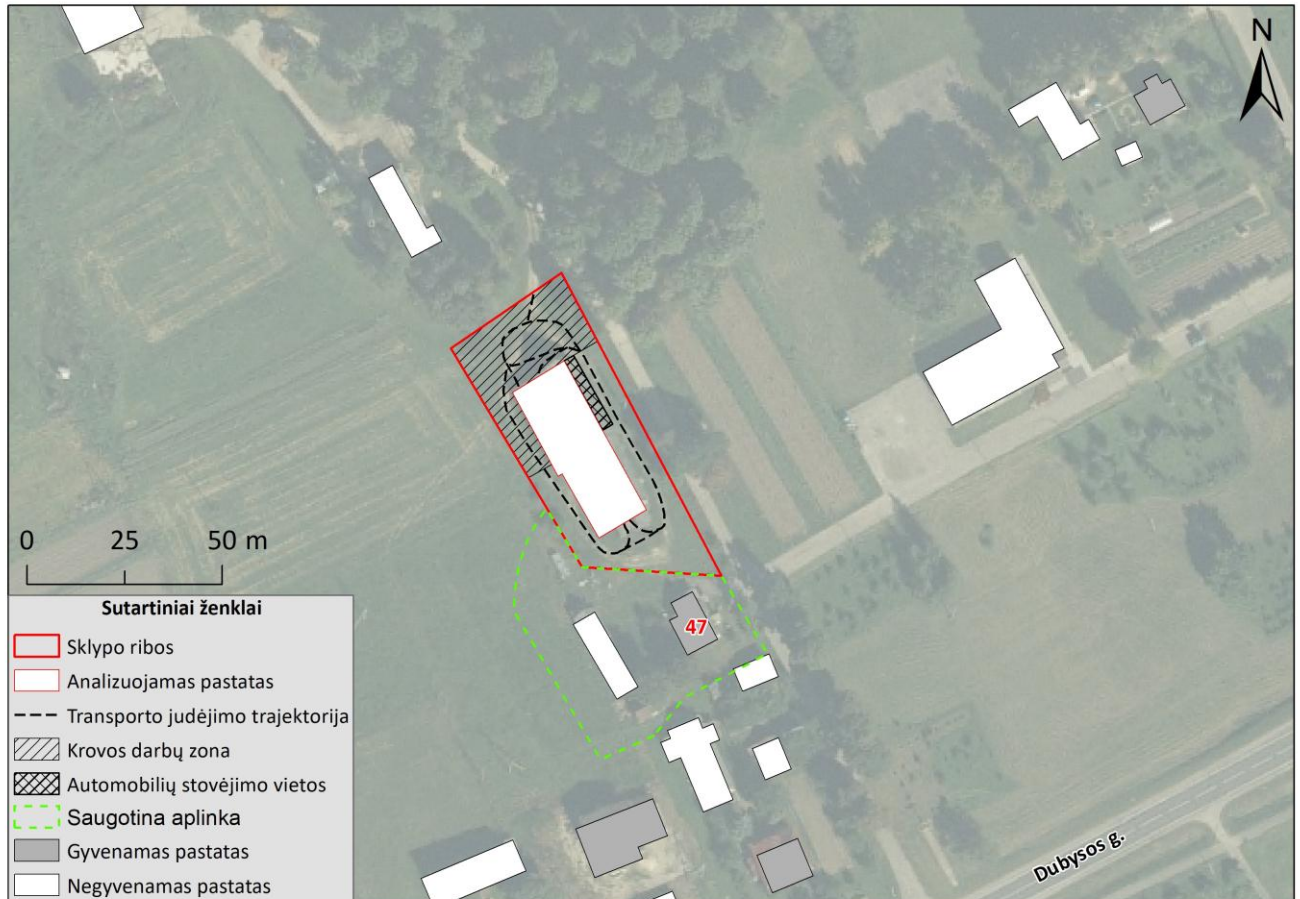 N
0 25 50 m
Sutartiniai ženklai
Sklypo ribos
Analizuojamas pastatas
Transporto judėjimo trajektorija
Krovos darbų zona
Automobilių stovėjimo vietos
Saugotina aplinka
Gyvenamas pastatas
Negyvenamas pastatas
47
Dubysos g.